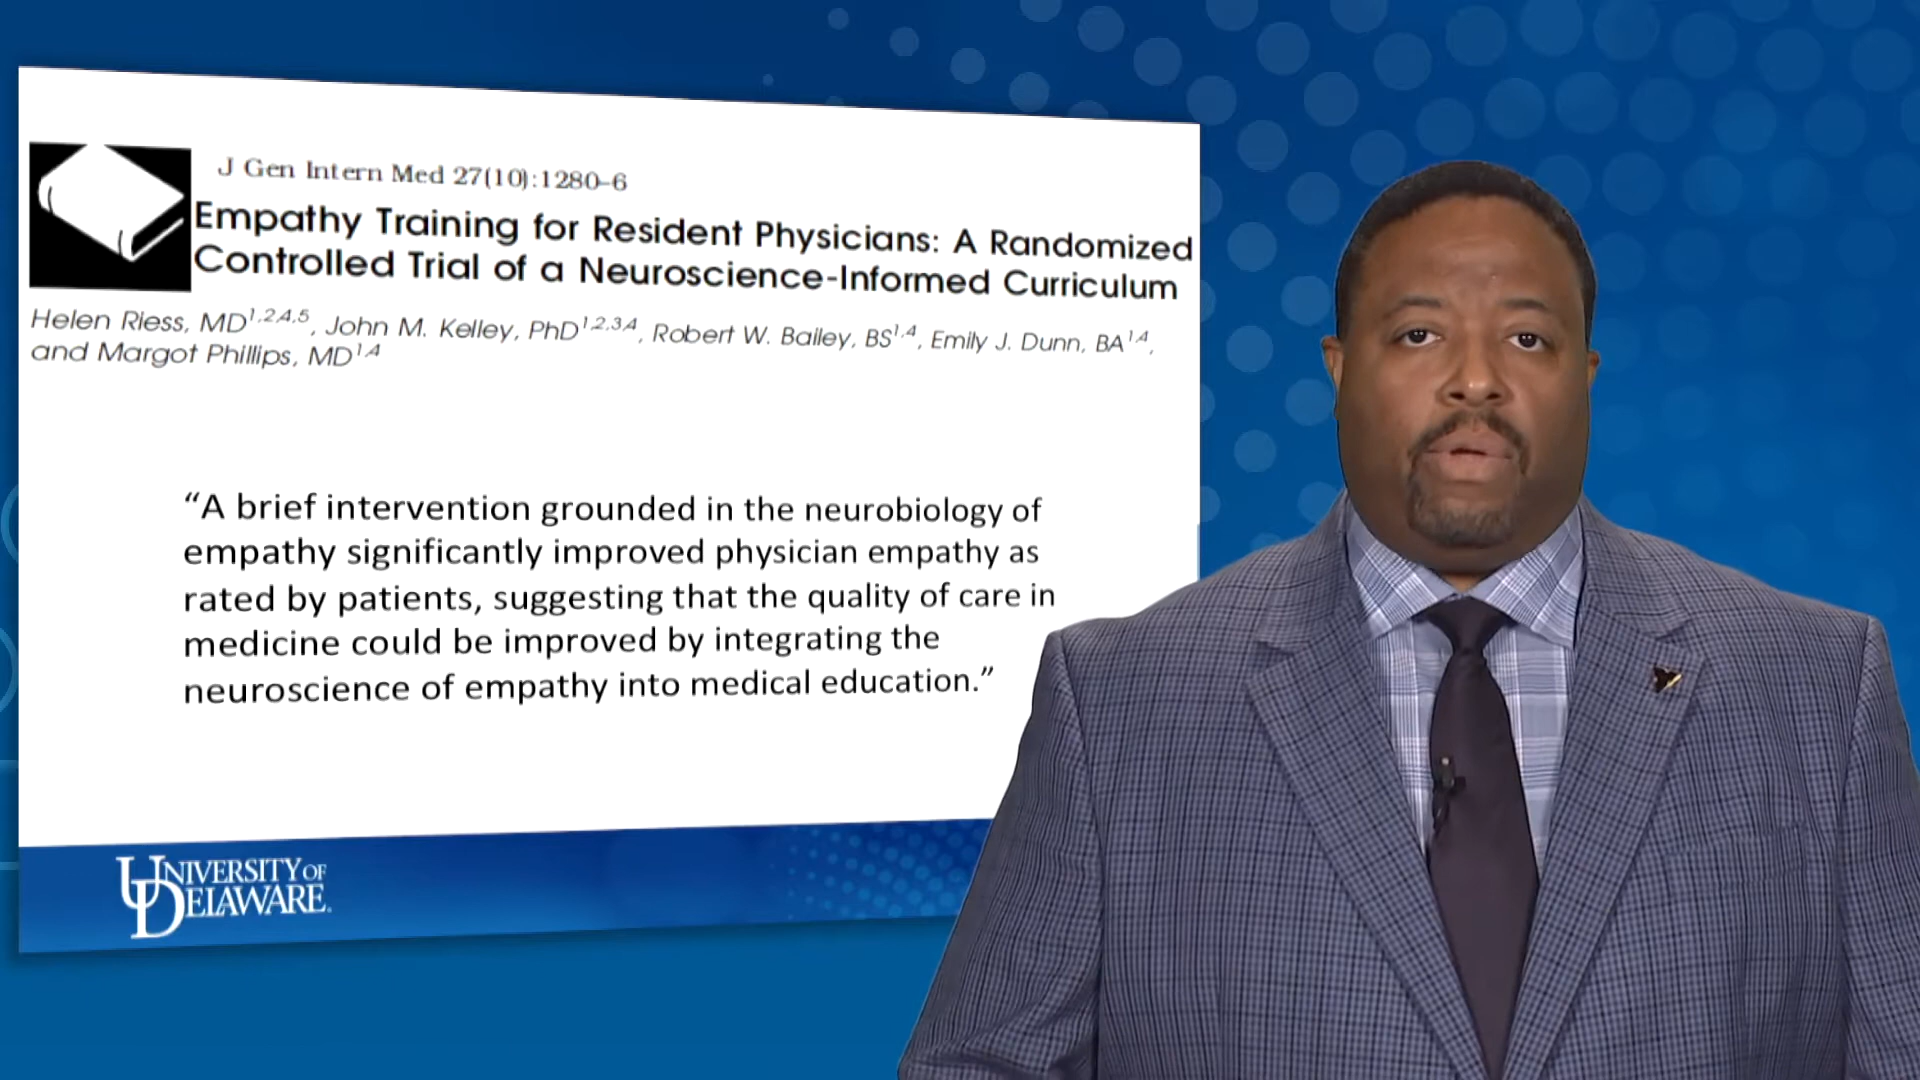 J Gen Intern Med 27(10):1280–6
Empathy Training for Resident Physicians: A Randomized
Controlled Trial of a Neuroscience-Informed Curriculum
Helen Riess, MD1,2,4,5, John M. Kelley, PhD1,2,3,4, Robert W. Bailey, BS1,4, Emily J. Dunn, BA1,4,
and Margot Phillips, MD1,4
“A brief intervention grounded in the neurobiology of
empathy significantly improved physician empathy as
rated by patients, suggesting that the quality of care in
medicine could be improved by integrating the
neuroscience of empathy into medical education.”
UNIVERSITY OF
DELAWARE.